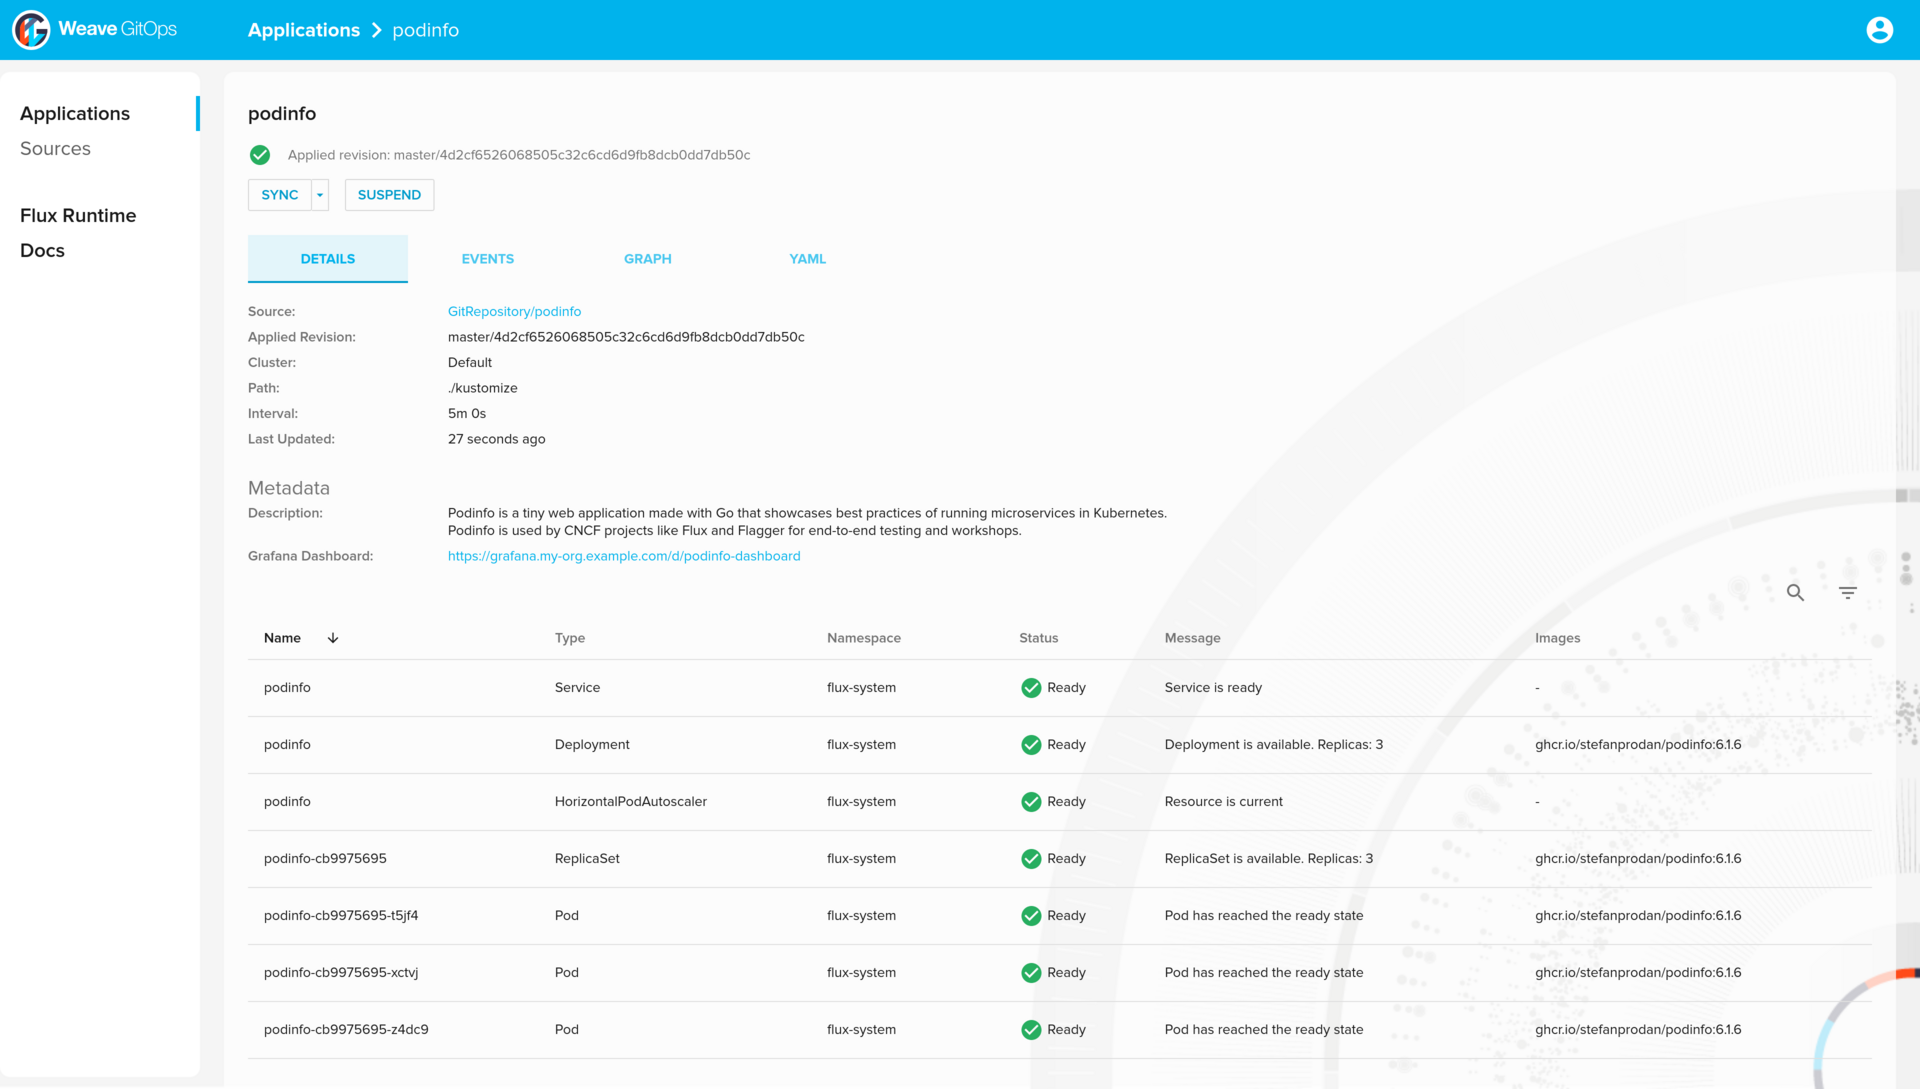 Weave GitOps
Applications > podinfo
Applications
Sources
Flux Runtime
Docs
podinfo
Applied revision: master/4d2cf6526068505c32c6cd6d9fb8dcb0dd7db50c
SYNC SUSPEND
DETAILS EVENTS GRAPH YAML
Source: GitRepository/podinfo
Applied Revision: master/4d2cf6526068505c32c6cd6d9fb8dcb0dd7db50c
Cluster: Default
Path: ./kustomize
Interval: 5m 0s
Last Updated: 27 seconds ago
Metadata
Description: Podinfo is a tiny web application made with Go that showcases best practices of running microservices in Kubernetes.
Podinfo is used by CNCF projects like Flux and Flagger for end-to-end testing and workshops.
Grafana Dashboard: https://grafana.my-org.example.com/d/podinfo-dashboard
Name Type Namespace Status Message Images
podinfo Service flux-system Ready Service is ready -
podinfo Deployment flux-system Ready Deployment is available. Replicas: 3 ghcr.io/stefanprodan/podinfo:6.1.6
podinfo HorizontalPodAutoscaler flux-system Ready Resource is current -
podinfo-cb9975695 ReplicaSet flux-system Ready ReplicaSet is available. Replicas: 3 ghcr.io/stefanprodan/podinfo:6.1.6
podinfo-cb9975695-t5jf4 Pod flux-system Ready Pod has reached the ready state ghcr.io/stefanprodan/podinfo:6.1.6
podinfo-cb9975695-xctvj Pod flux-system Ready Pod has reached the ready state ghcr.io/stefanprodan/podinfo:6.1.6
podinfo-cb9975695-z4dc9 Pod flux-system Ready Pod has reached the ready state ghcr.io/stefanprodan/podinfo:6.1.6